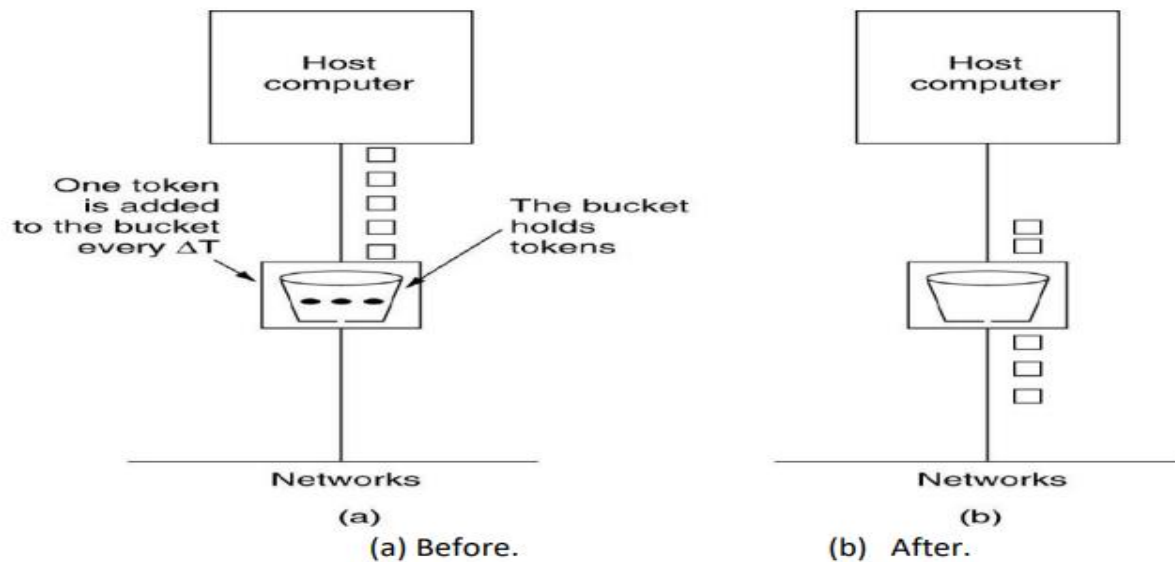 Host
computer
One token
is added
to the bucket
every ΔT
The bucket
holds
tokens
Networks
(a)
(a) Before.
Host
computer
Networks
(b)
(b) After.